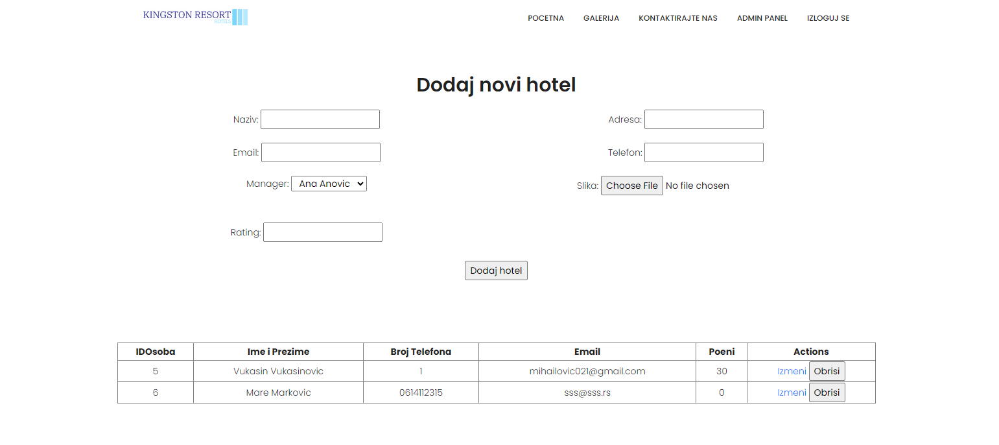 KINGSTON RESORT
HOTELS
POCETNA GALERIJA KONTAKTIRAJTE NAS ADMIN PANEL IZLOGUJ SE
Dodaj novi hotel
Naziv: Adresa:
Email: Telefon:
Manager: Ana Anovic Slika: Choose File No file chosen
Rating:
Dodaj hotel
IDOsoba Ime i Prezime Broj Telefona Email Poeni Actions
5 Vukasin Vukasinovic 1 mihailovic021@gmail.com 30 Izmeni Obrisi
6 Mare Markovic 0614112315 sss@sss.rs 0 Izmeni Obrisi